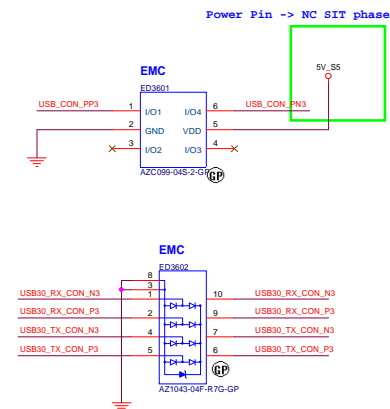 Power Pin -> NC SIT phase
5V_S5
EMC
ED3601
USB_CON_PP3 1 I/O1 I/O4 6 USB_CON_PN3
2 GND VDD 5
3 I/O2 I/O3 4
AZC099-04S-2-GP
GP
EMC
ED3602
8
3
USB30_RX_CON_N3 1 10 USB30_RX_CON_N3
USB30_RX_CON_P3 2 9 USB30_RX_CON_P3
USB30_TX_CON_N3 4 7 USB30_TX_CON_N3
USB30_TX_CON_P3 5 6 USB30_TX_CON_P3
GP
AZ1043-04F-R7G-GP